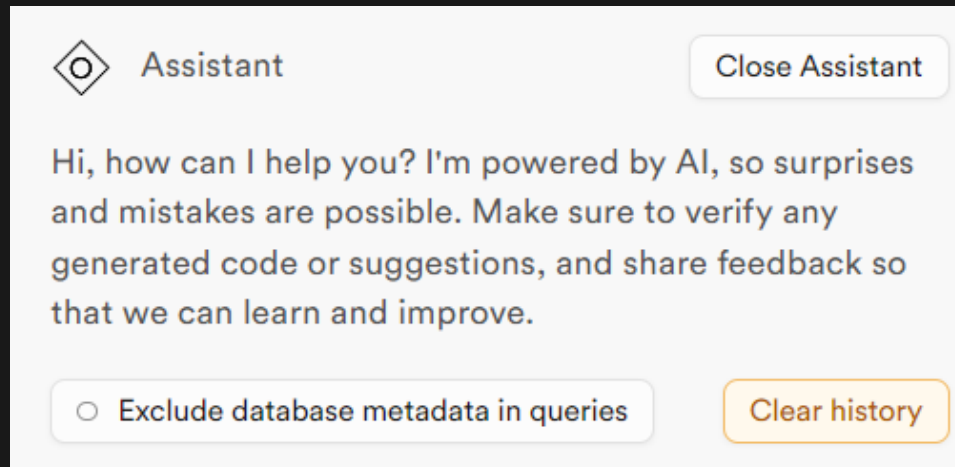 Assistant
Close Assistant
Hi, how can I help you? I'm powered by AI, so surprises
and mistakes are possible. Make sure to verify any
generated code or suggestions, and share feedback so
that we can learn and improve.
Exclude database metadata in queries
Clear history